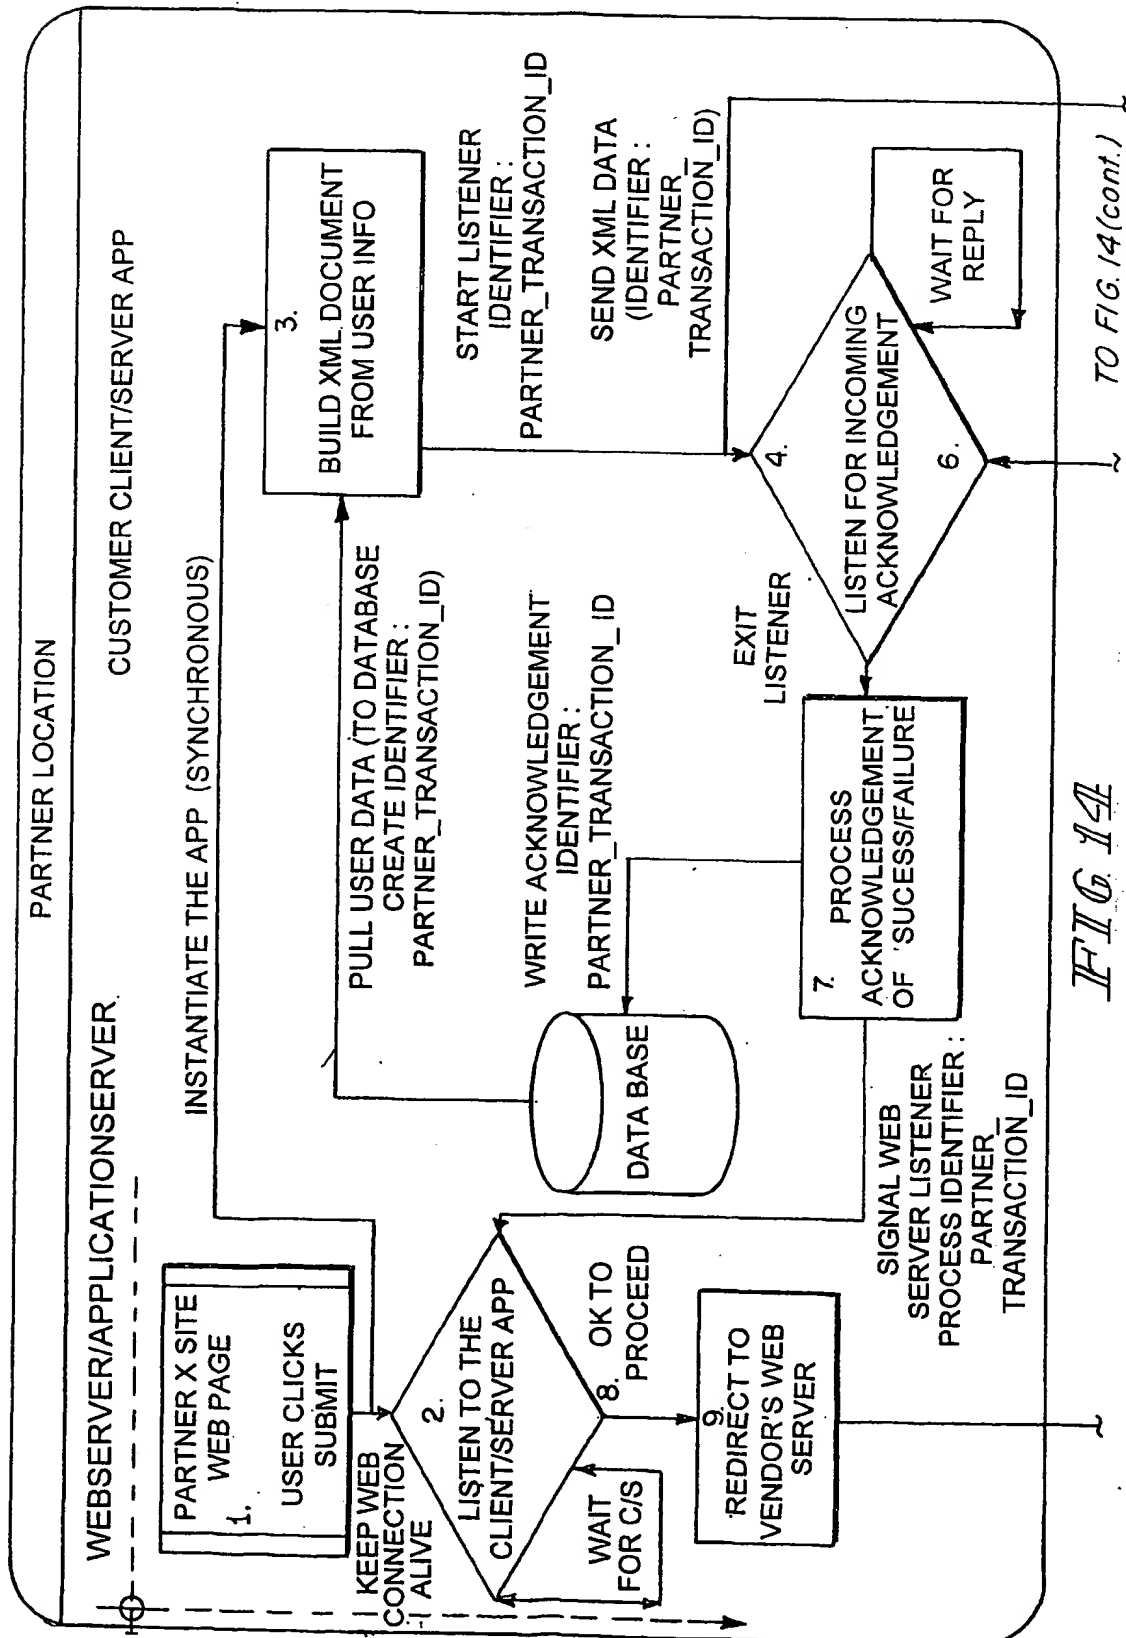 PARTNER LOCATION
WEBSERVER/APPLICATIONSERVER
CUSTOMER CLIENT/SERVER APP
INSTANTIATE THE APP (SYNCHRONOUS)
PARTNER X SITE
WEB PAGE
1.
USER CLICKS
SUBMIT
KEEP WEB
CONNECTION
ALIVE
2.
LISTEN TO THE
CLIENT/SERVER APP
WAIT
FOR C/S
8. OK TO
PROCEED
9.
REDIRECT TO
VENDOR'S WEB
SERVER
3.
BUILD XML DOCUMENT
FROM USER INFO
PULL USER DATA (TO DATABASE
CREATE IDENTIFIER:
PARTNER_TRANSACTION_ID)
START LISTENER
IDENTIFIER:
PARTNER_TRANSACTION_ID
SEND XML DATA
(IDENTIFIER:
PARTNER_
TRANSACTION_ID)
4.
LISTEN FOR INCOMING
ACKNOWLEDGEMENT
6.
WAIT FOR
REPLY
EXIT
LISTENER
WRITE ACKNOWLEDGEMENT
IDENTIFIER:
PARTNER_TRANSACTION_ID
DATA BASE
7. PROCESS
ACKNOWLEDGEMENT
OF 'SUCESS/FAILURE
SIGNAL WEB
SERVER LISTENER
PROCESS IDENTIFIER:
PARTNER_
TRANSACTION_ID
TO FIG. 14(cont.)
FIG. 14